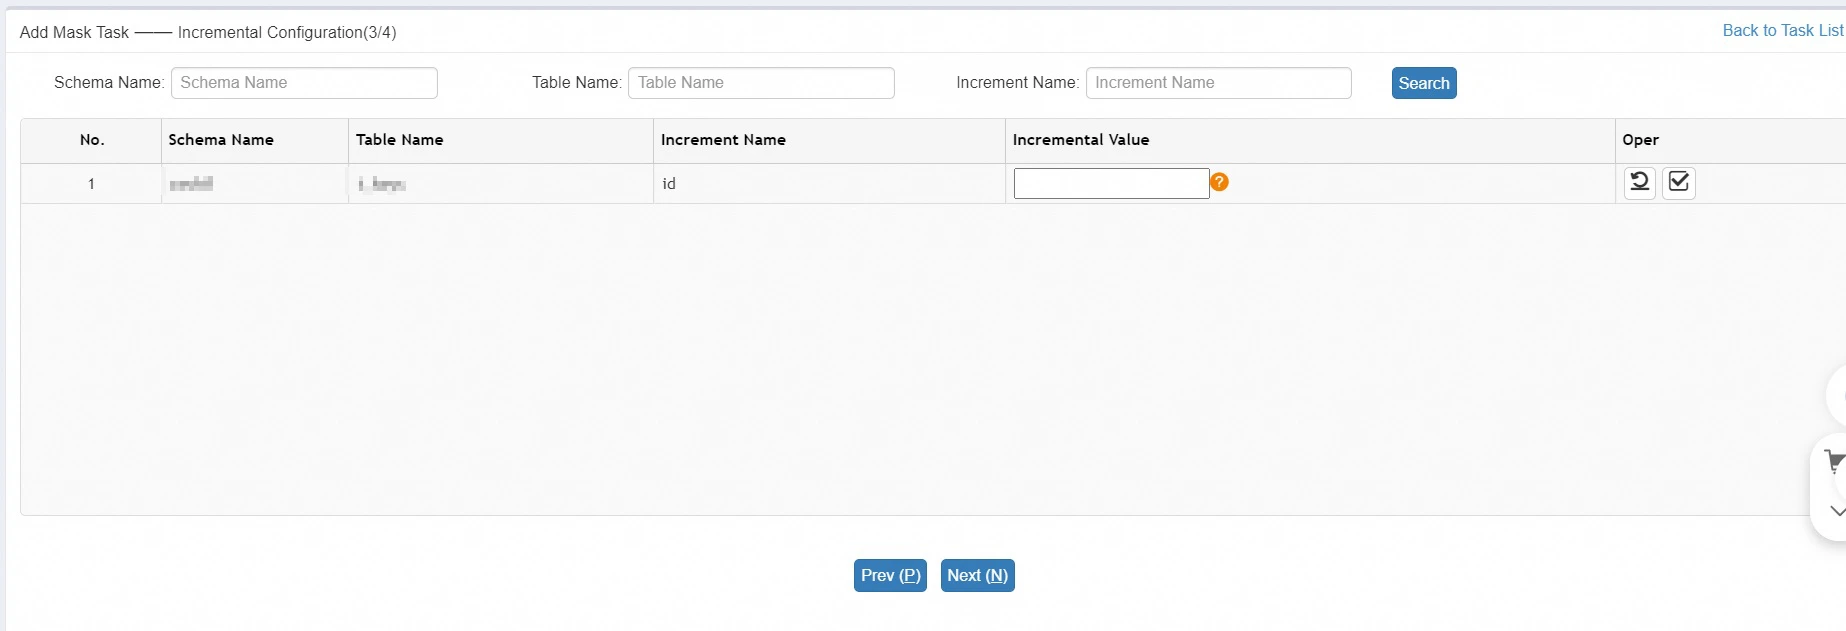 Add Mask Task —— Incremental Configuration(3/4)
Back to Task List
Schema Name: Schema Name Table Name: Table Name Increment Name: Increment Name Search
No. Schema Name Table Name Increment Name Incremental Value Oper
1 id ?
Prev (P) Next (N)